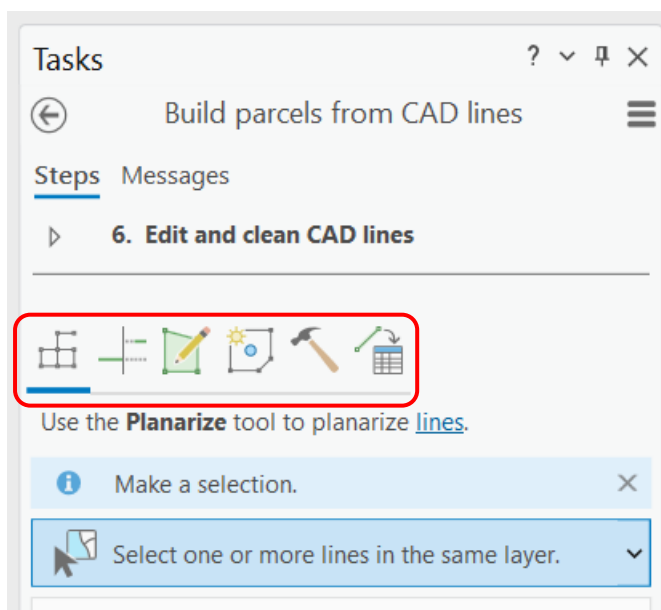 Tasks ?
Build parcels from CAD lines
Steps Messages
6. Edit and clean CAD lines
Use the Planarize tool to planarize lines.
Make a selection.
Select one or more lines in the same layer.